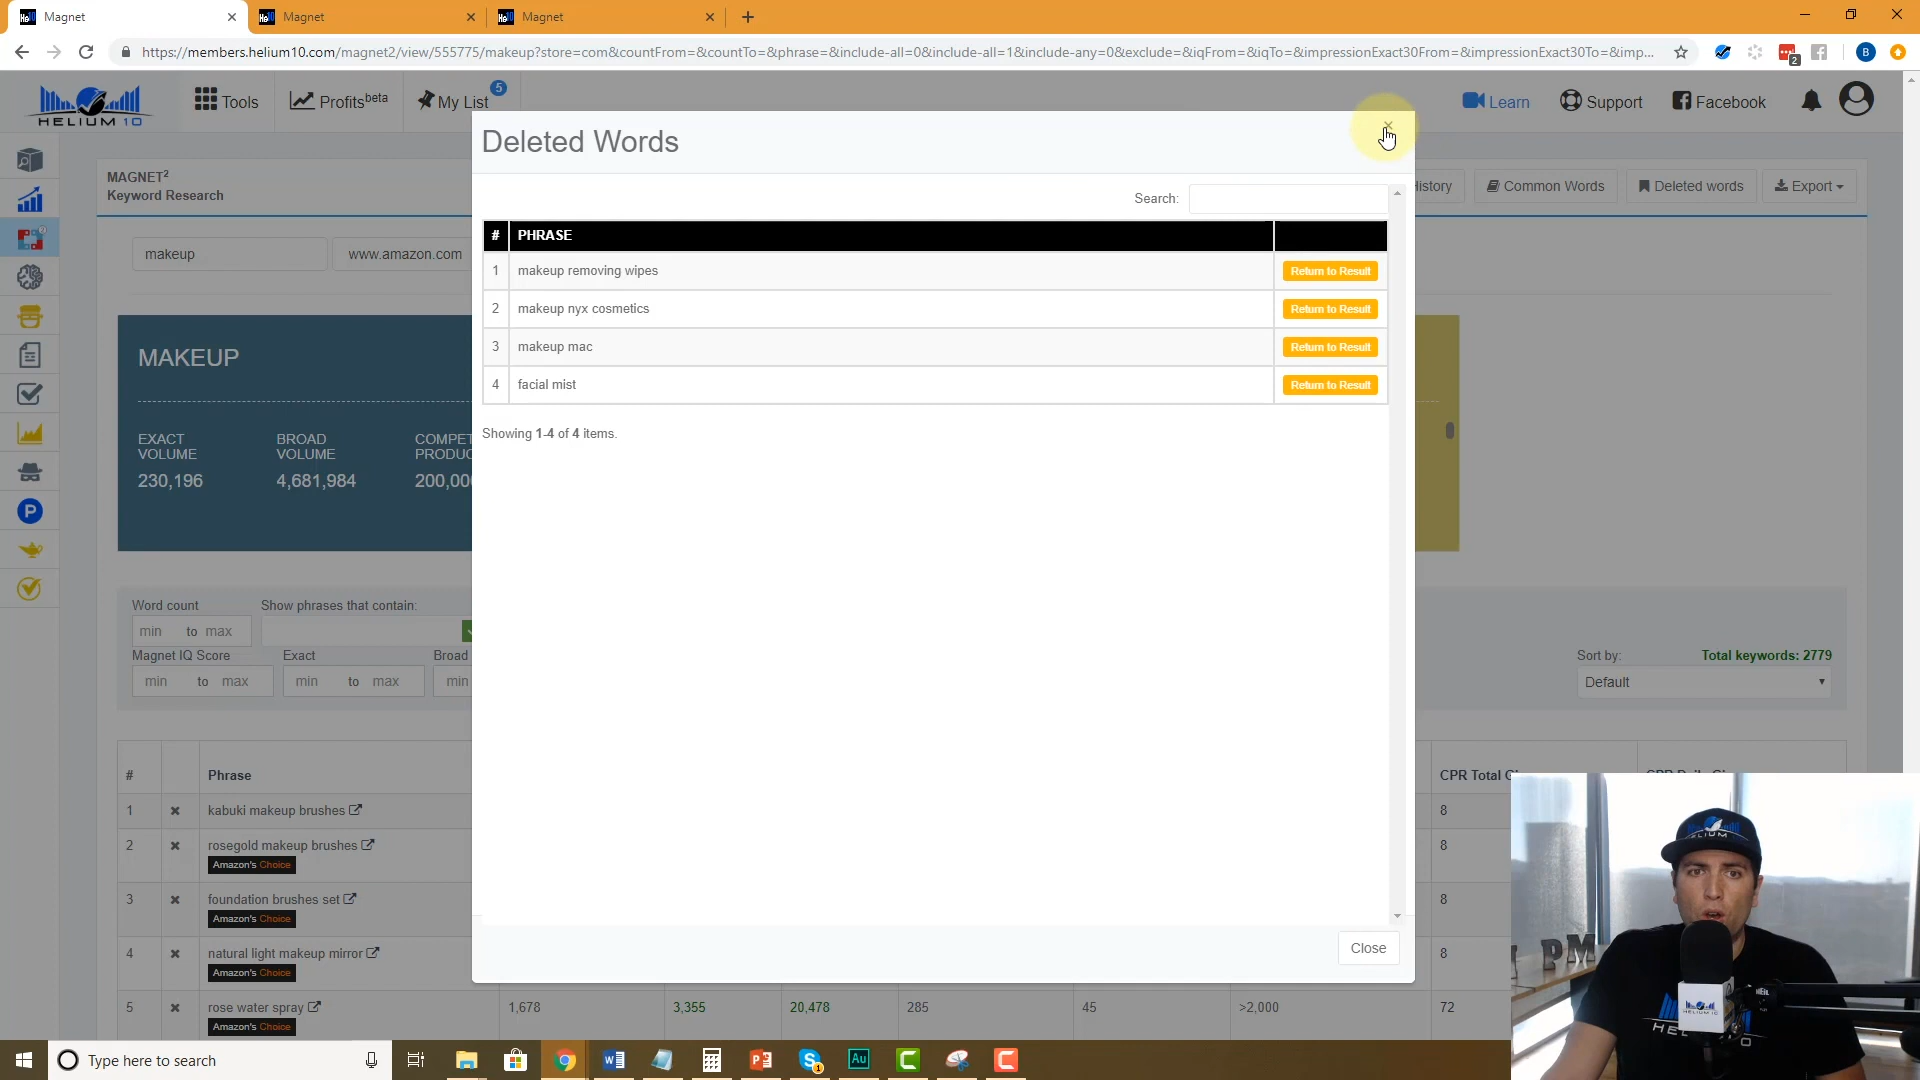 Magnet
Magnet
Magnet
https://members.helium10.com/magnet2/view/555775/makeup?store=com&countFrom=&countTo=&phrase=&include-all=0&include-all=1&include-any=0&exclude=&iqFrom=&iqTo=&impressionExact30From=&impressionExact30To=&imp...
2
B
HELIUM 10
Tools
Profits beta
My List
5
Learn
Support
Facebook
Deleted Words
MAGNET²
Keyword Research
Common Words
Deleted words
Export
Search:
makeup
www.amazon.com
# PHRASE
1 makeup removing wipes Return to Result
2 makeup nyx cosmetics Return to Result
3 makeup mac Return to Result
4 facial mist Return to Result
Showing 1-4 of 4 items.
MAKEUP
EXACT VOLUME
230,196
BROAD VOLUME
4,681,984
Word count
min to max
Show phrases that contain:
Magnet IQ Score
min to max
Exact
min to max
Broad
min
Sort by:
Default
Total keywords: 2779
# Phrase
1 kabuki makeup brushes 8
2 rosegold makeup brushes 8
Amazon's Choice
3 foundation brushes set 8
Amazon's Choice
4 natural light makeup mirror 8
Amazon's Choice
5 rose water spray 1,678 3,355 20,478 285 45 >2,000 72
Amazon's Choice
Close
PM
Type here to search